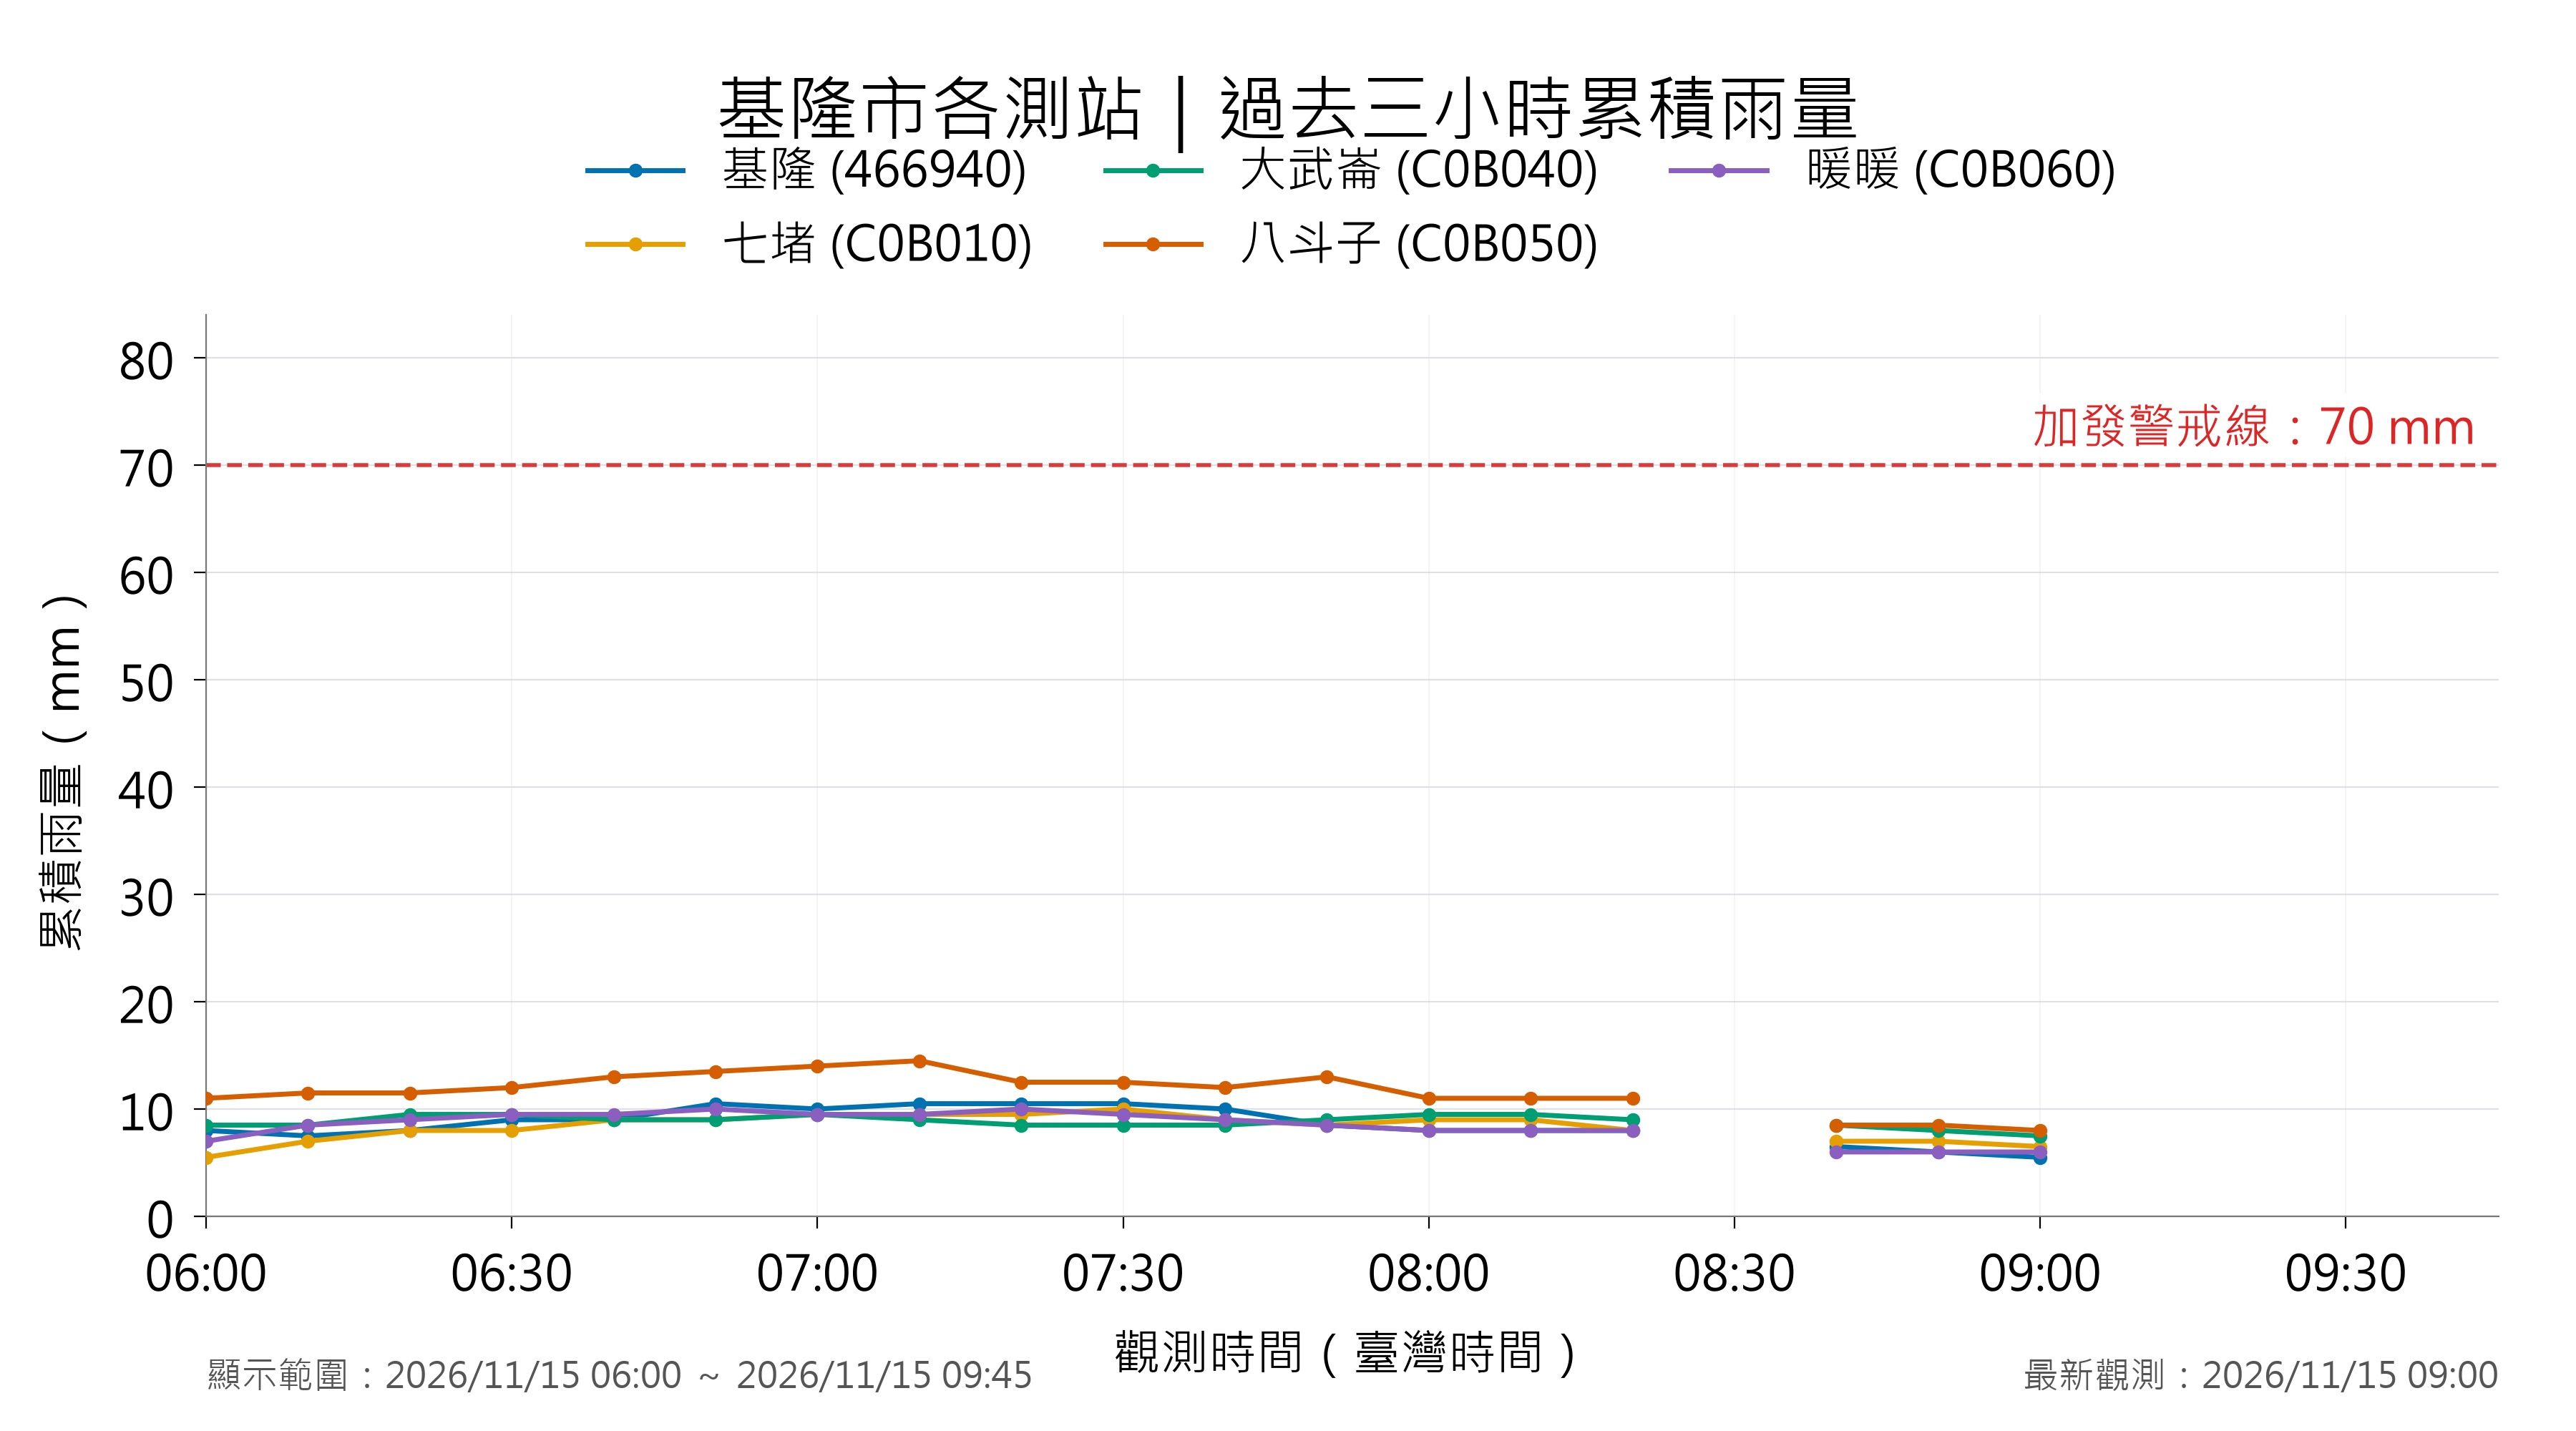 基隆市各測站｜過去三小時累積雨量
基隆 (466940)
七堵 (C0B010)
大武崙 (C0B040)
八斗子 (C0B050)
暖暖 (C0B060)
加發警戒線：70 mm
累積雨量（mm）
80
70
60
50
40
30
20
10
0
06:00 06:30 07:00 07:30 08:00 08:30 09:00 09:30
觀測時間（臺灣時間）
顯示範圍：2026/11/15 06:00 ~ 2026/11/15 09:45
最新觀測：2026/11/15 09:00